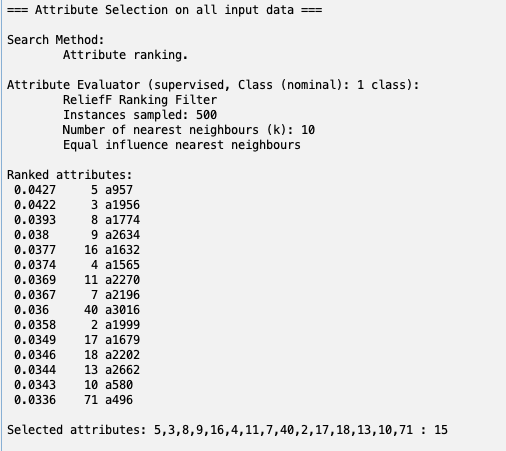 === Attribute Selection on all input data ===
Search Method:
Attribute ranking.
Attribute Evaluator (supervised, Class (nominal): 1 class):
ReliefF Ranking Filter
Instances sampled: 500
Number of nearest neighbours (k): 10
Equal influence nearest neighbours
Ranked attributes:
0.0427 5 a957
0.0422 3 a1956
0.0393 8 a1774
0.038 9 a2634
0.0377 16 a1632
0.0374 4 a1565
0.0369 11 a2270
0.0367 7 a2196
0.036 40 a3016
0.0358 2 a1999
0.0349 17 a1679
0.0346 18 a2202
0.0344 13 a2662
0.0343 10 a580
0.0336 71 a496
Selected attributes: 5,3,8,9,16,4,11,7,40,2,17,18,13,10,71 : 15